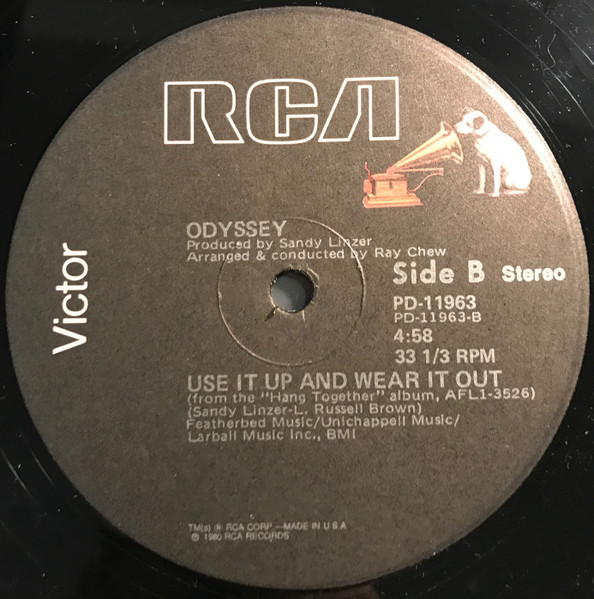 RCA
Victor
ODYSSEY
Produced by Sandy Linzer
Arranged & conducted by Ray Chew
Side B Stereo
PD-11963
PD-11963-B
4:58
33 1/3 RPM
USE IT UP AND WEAR IT OUT
(from the "Hang Together" album, AFL1-3526)
(Sandy Linzer-L. Russell Brown)
Featherbed Music/Unichappell Music/
Larball Music Inc., BMI
TM(s) ® RCA CORP —MADE IN U S A
℗ 1980 RCA RECORDS